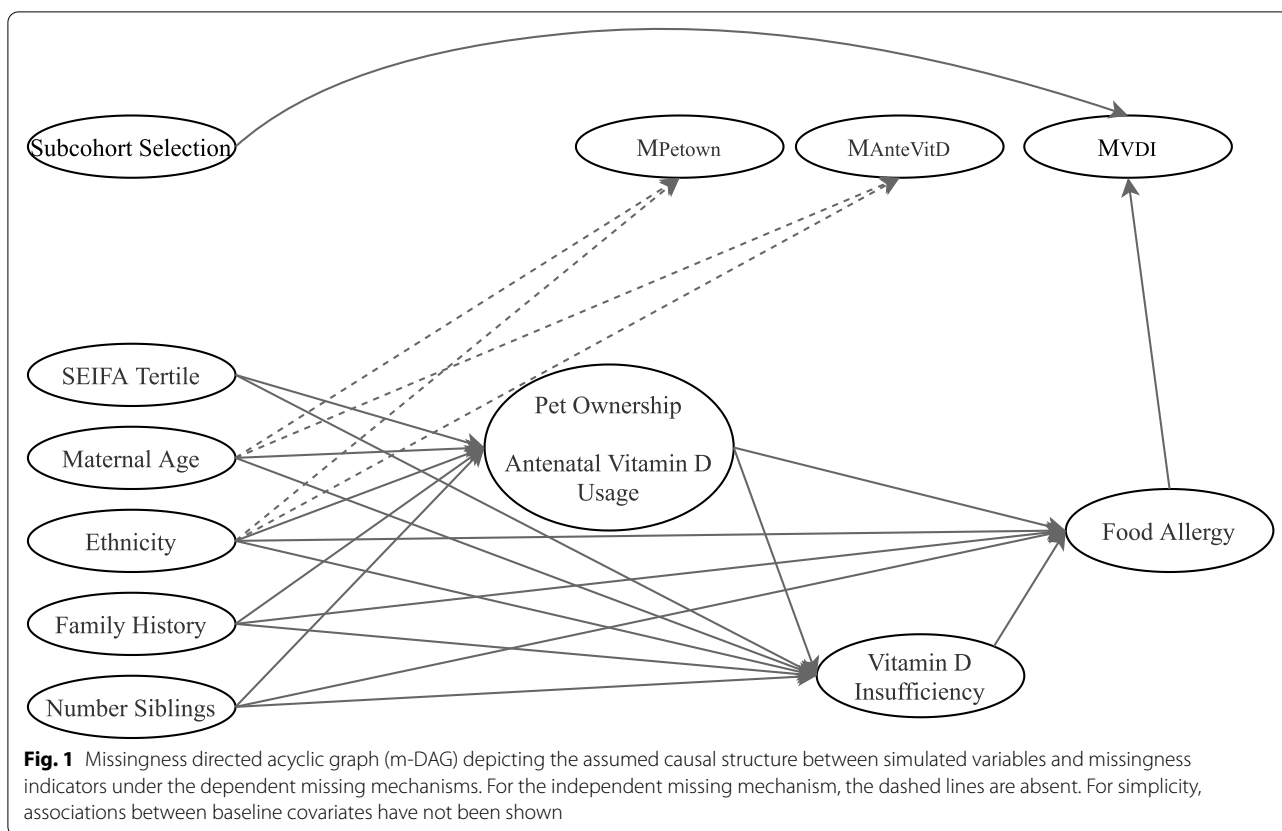 Subcohort Selection
MPetown
MAnteVitD
MVDI
SEIFA Tertile
Maternal Age
Ethnicity
Family History
Number Siblings
Pet Ownership
Antenatal Vitamin D
Usage
Food Allergy
Vitamin D
Insufficiency
Fig. 1 Missingness directed acyclic graph (m-DAG) depicting the assumed causal structure between simulated variables and missingness
indicators under the dependent missing mechanisms. For the independent missing mechanism, the dashed lines are absent. For simplicity,
associations between baseline covariates have not been shown